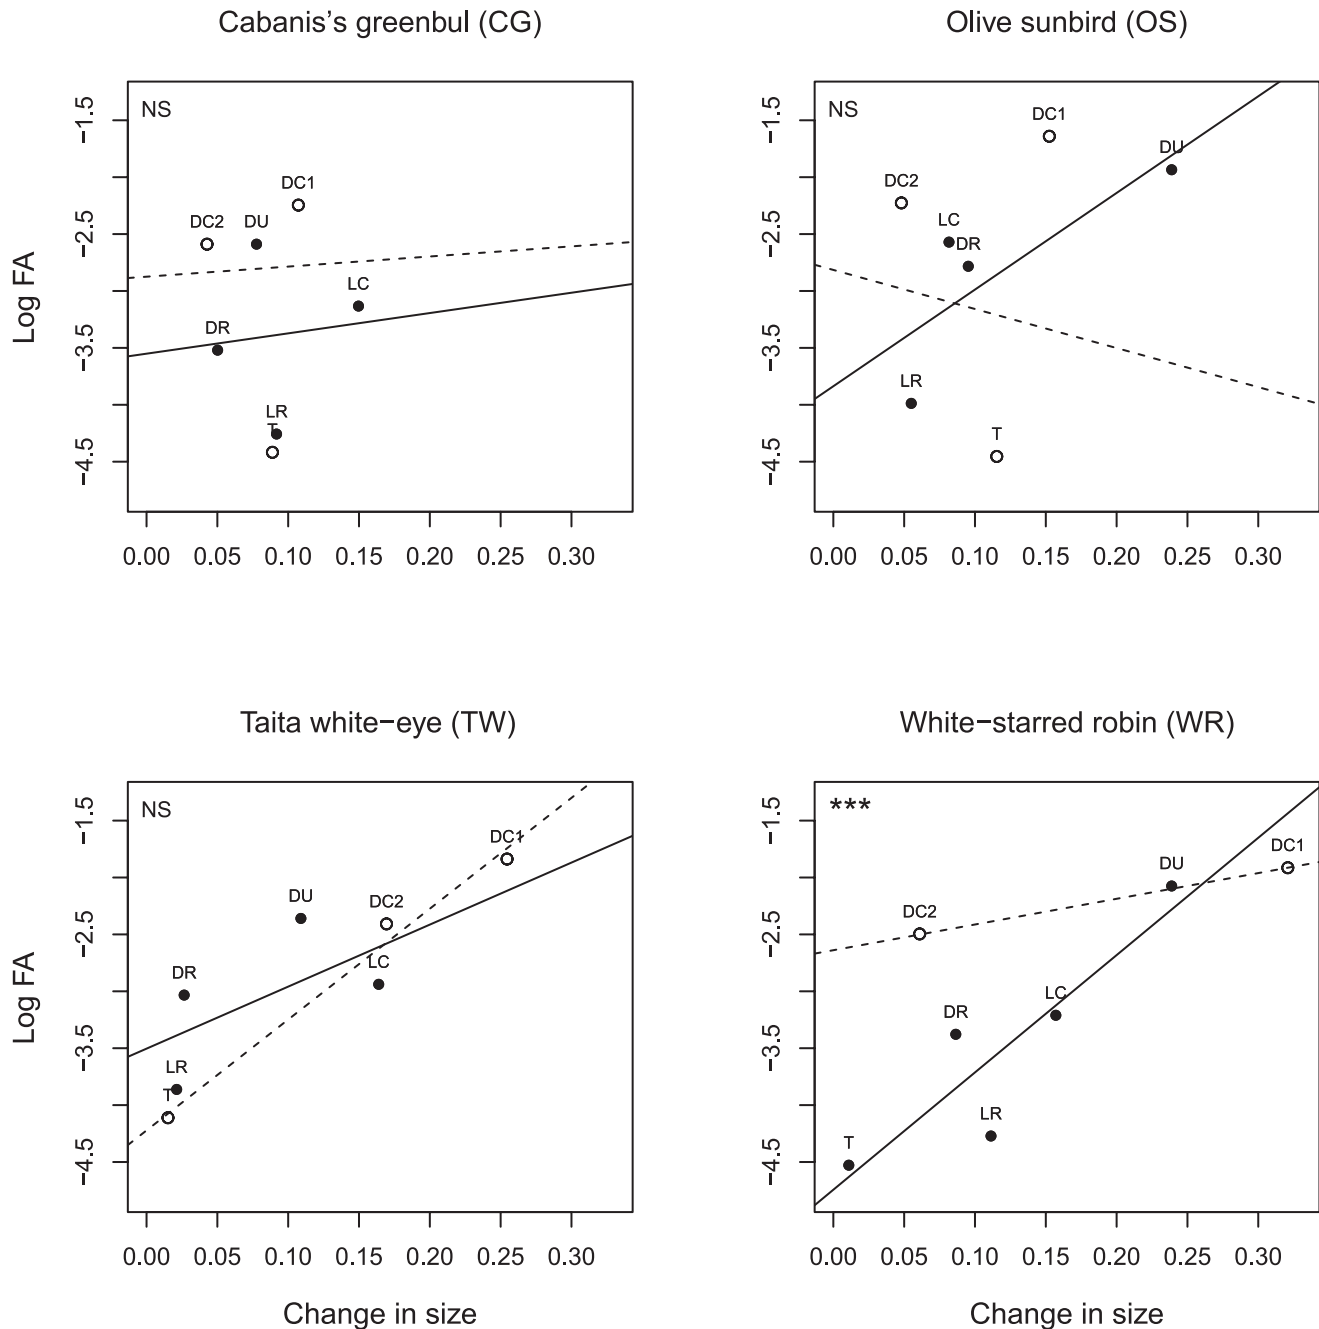 Cabanis's greenbul (CG)
Olive sunbird (OS)
NS
DC1
DC2
DU
LC
DR
LR
T
Log FA
−1.5
−2.5
−3.5
−4.5
0.00 0.05 0.10 0.15 0.20 0.25 0.30
NS
DC1
DU
DC2
LC
DR
LR
T
−1.5
−2.5
−3.5
−4.5
0.00 0.05 0.10 0.15 0.20 0.25 0.30
Taita white−eye (TW)
White−starred robin (WR)
NS
DC1
DU
DC2
LC
DR
LR
T
Log FA
−1.5
−2.5
−3.5
−4.5
0.00 0.05 0.10 0.15 0.20 0.25 0.30
Change in size
***
DC1
DU
DC2
LC
DR
LR
T
−1.5
−2.5
−3.5
−4.5
0.00 0.05 0.10 0.15 0.20 0.25 0.30
Change in size